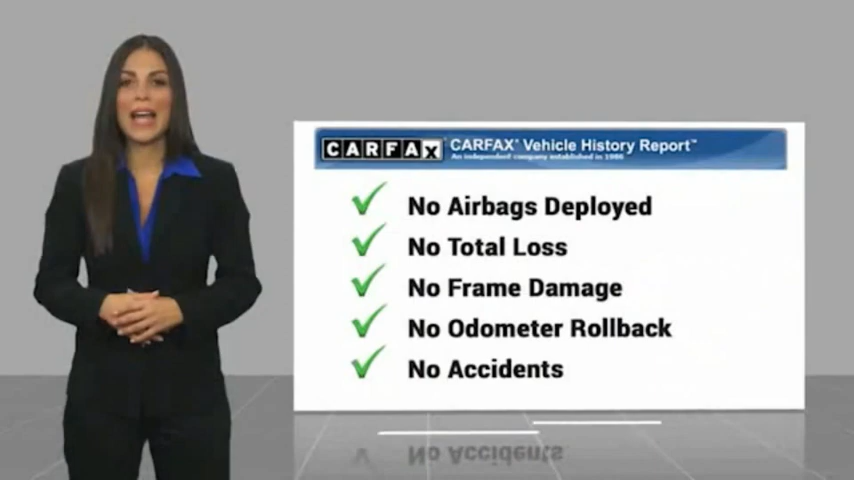 CARFAX CARFAX® Vehicle History Report™
An independent company established in 1986
No Airbags Deployed
No Total Loss
No Frame Damage
No Odometer Rollback
No Accidents
No Accidents